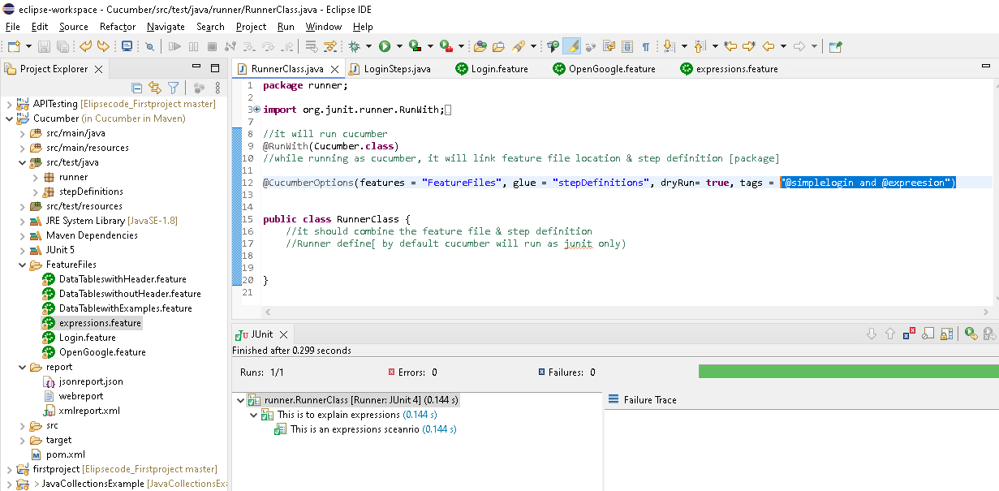 eclipse-workspace - Cucumber/src/test/java/runner/RunnerClass.java - Eclipse IDE
File Edit Source Refactor Navigate Search Project Run Window Help
Project Explorer
APITesting [Elipsecode_Firstproject master]
Cucumber (in Cucumber in Maven)
src/main/java
src/main/resources
src/test/java
runner
stepDefinitions
src/test/resources
JRE System Library [JavaSE-1.8]
Maven Dependencies
JUnit 5
FeatureFiles
DataTableswithHeader.feature
DataTableswithoutHeader.feature
DataTablewithExamples.feature
expressions.feature
Login.feature
OpenGoogle.feature
report
jsonreport.json
webreport
xmlreport.xml
src
target
pom.xml
firstproject [Elipsecode_Firstproject master]
> JavaCollectionsExample [JavaCollectionsExa
RunnerClass.java LoginSteps.java Login.feature OpenGoogle.feature expressions.feature
1 package runner;
2
3 import org.junit.runner.RunWith;
7
8 //it will run cucumber
9 @RunWith(Cucumber.class)
10 //while running as cucumber, it will link feature file location & step definition [package]
11
12 @CucumberOptions(features = "FeatureFiles", glue = "stepDefinitions", dryRun= true, tags = "@simplelogin and @expreesion")
13
14
15 public class RunnerClass {
16 //it should combine the feature file & step definition
17 //Runner define[ by default cucumber will run as junit only)
18
19
20 }
21
JUnit
Finished after 0.299 seconds
Runs: 1/1 Errors: 0 Failures: 0
runner.RunnerClass [Runner: JUnit 4] (0.144 s)
This is to explain expressions (0.144 s)
This is an expressions sceanrio (0.144 s)
Failure Trace